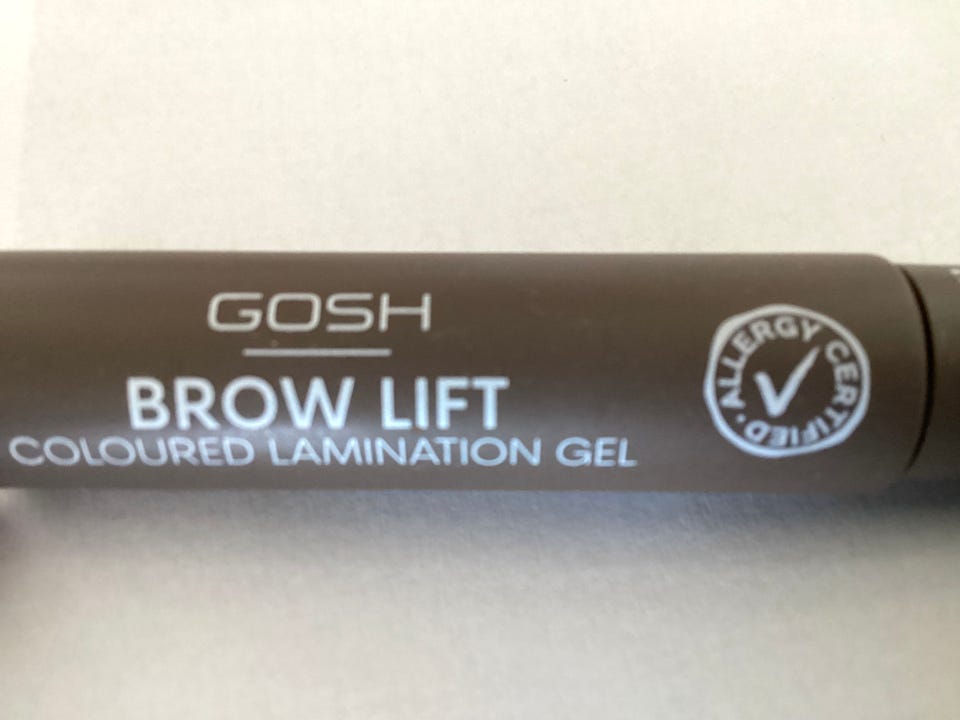 GOSH
BROW LIFT
COLOURED LAMINATION GEL
ALLERGY CERTIFIED